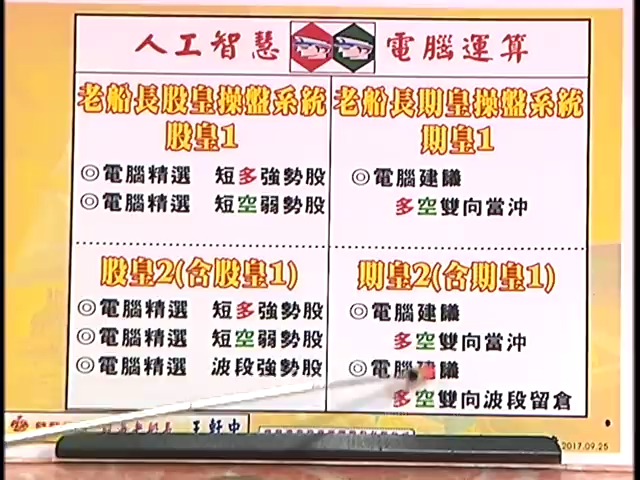 人工智慧 電腦運算
老船長股皇操盤系統
股皇1
◎電腦精選 短多強勢股
◎電腦精選 短空弱勢股
老船長期皇操盤系統
期皇1
◎電腦建議
多空雙向當沖
股皇2(含股皇1)
◎電腦精選 短多強勢股
◎電腦精選 短空弱勢股
◎電腦精選 波段強勢股
期皇2(含期皇1)
◎電腦建議
多空雙向當沖
◎電腦建議
多空雙向波段留倉
2017.09.25